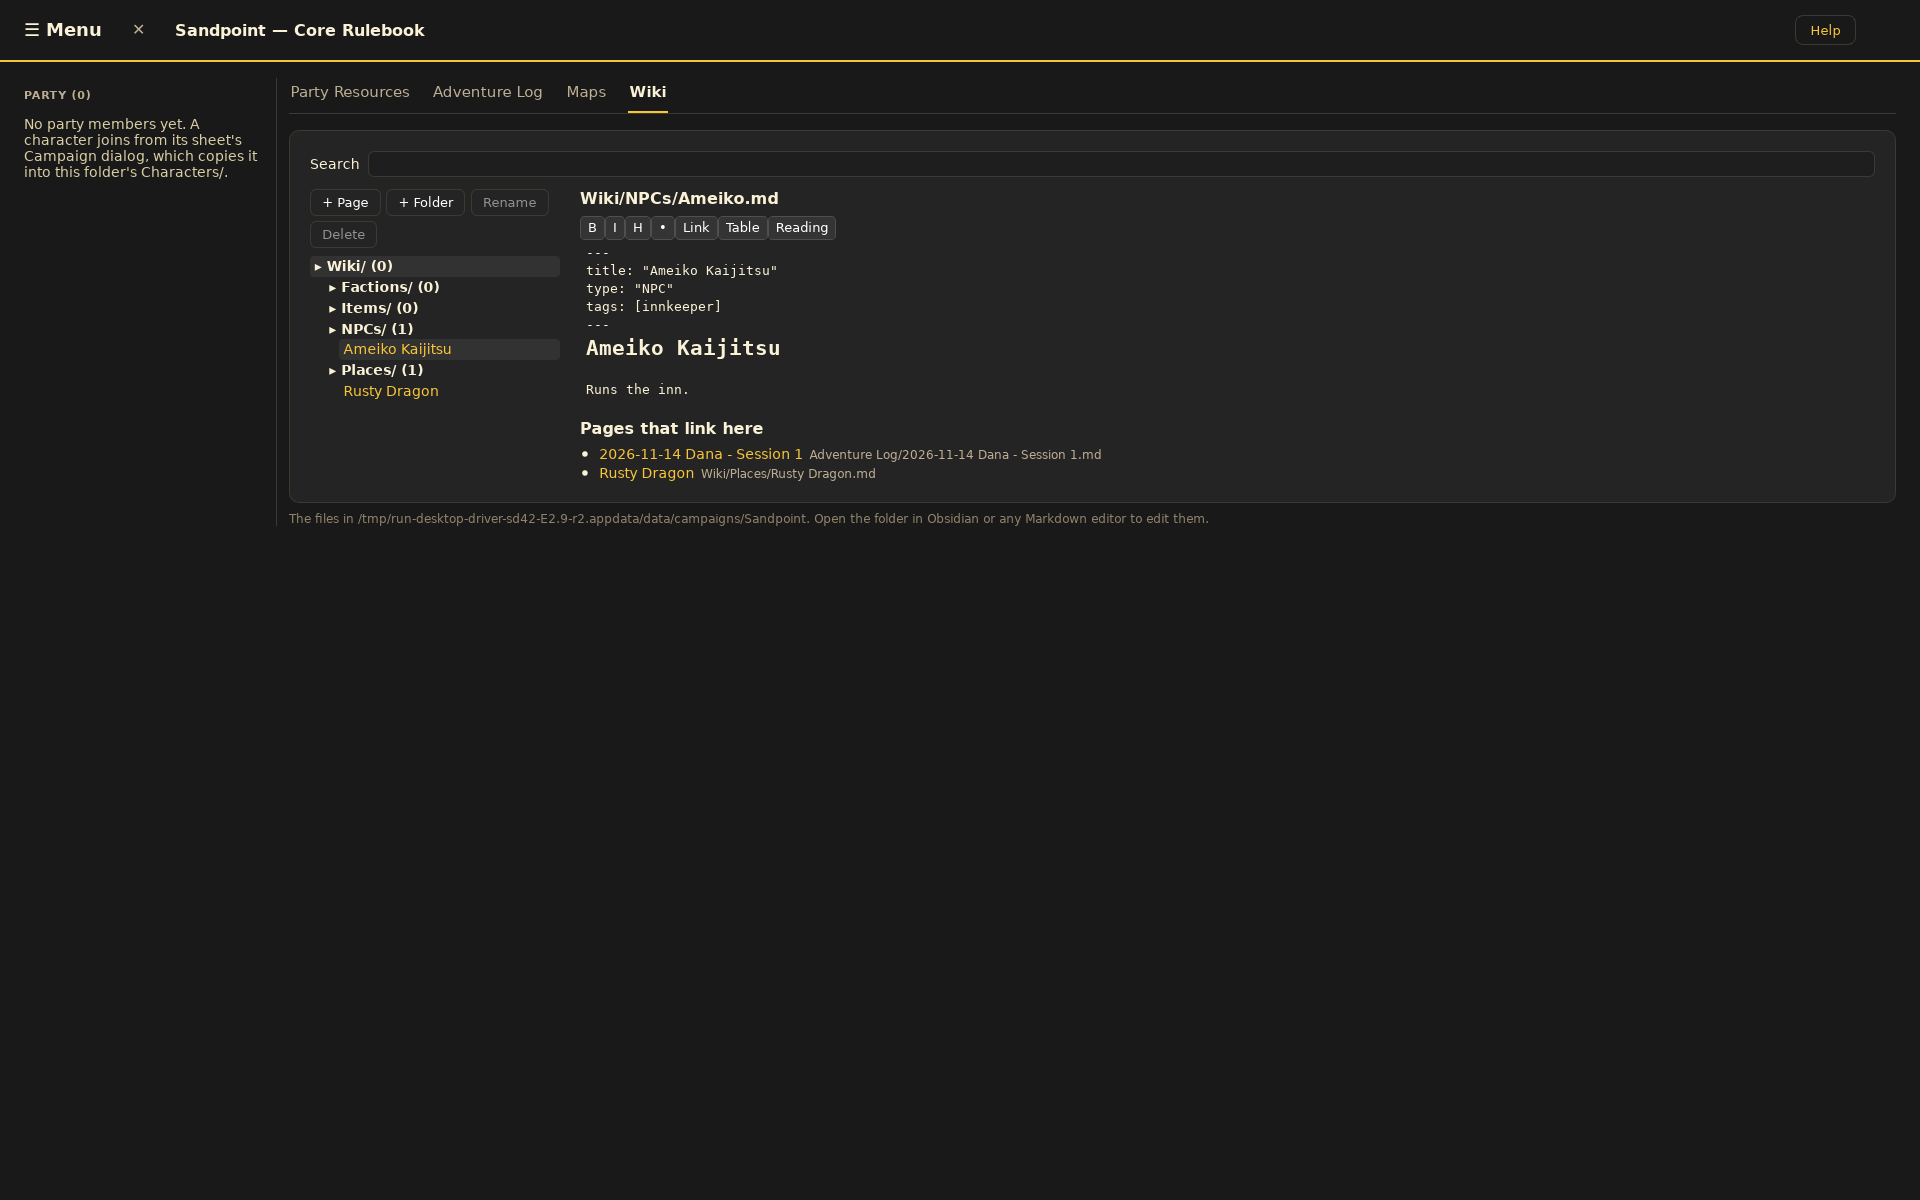 ☰ Menu ✕ Sandpoint — Core Rulebook Help
PARTY (0)
No party members yet. A
character joins from its sheet's
Campaign dialog, which copies it
into this folder's Characters/.
Party Resources Adventure Log Maps Wiki
Search
+ Page + Folder Rename
Delete
▸ Wiki/ (0)
▸ Factions/ (0)
▸ Items/ (0)
▸ NPCs/ (1)
Ameiko Kaijitsu
▸ Places/ (1)
Rusty Dragon
Wiki/NPCs/Ameiko.md
B I H • Link Table Reading
---
title: "Ameiko Kaijitsu"
type: "NPC"
tags: [innkeeper]
---
Ameiko Kaijitsu
Runs the inn.
Pages that link here
• 2026-11-14 Dana - Session 1 Adventure Log/2026-11-14 Dana - Session 1.md
• Rusty Dragon Wiki/Places/Rusty Dragon.md
The files in /tmp/run-desktop-driver-sd42-E2.9-r2.appdata/data/campaigns/Sandpoint. Open the folder in Obsidian or any Markdown editor to edit them.